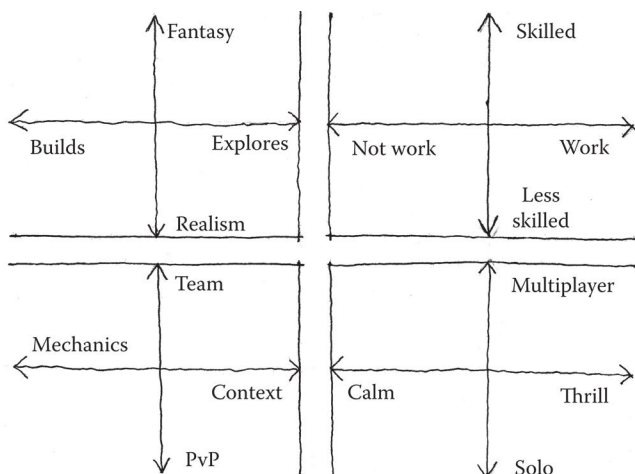 Fantasy
Skilled
Builds
Explores
Not work
Work
Realism
Less
skilled
Team
Multiplayer
Mechanics
Context
Calm
Thrill
PvP
Solo